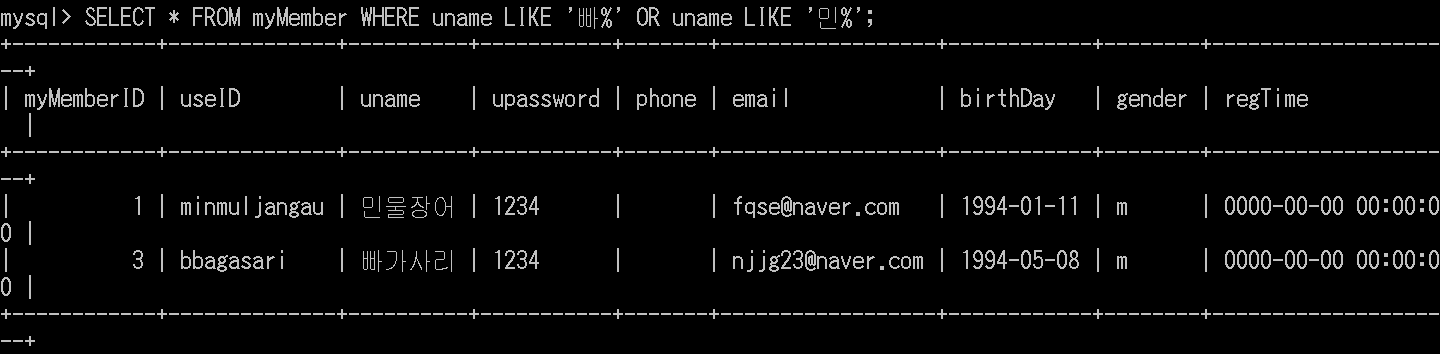 mysql> SELECT * FROM myMember WHERE uname LIKE '빠%' OR uname LIKE '민%';
+------------+--------------+---------+-----------+-------+------------------+------------+--------+-------------------
--+
| myMemberID | useID        | uname   | upassword | phone | email            | birthDay   | gender | regTime
  |
+------------+--------------+---------+-----------+-------+------------------+------------+--------+-------------------
--+
|          1 | minmuljangau | 민물장어 | 1234      |       | fqse@naver.com   | 1994-01-11 | m      | 0000-00-00 00:00:0
0 |
|          3 | bbagasari    | 빠가사리 | 1234      |       | njjg23@naver.com | 1994-05-08 | m      | 0000-00-00 00:00:0
0 |
+------------+--------------+---------+-----------+-------+------------------+------------+--------+-------------------
--+